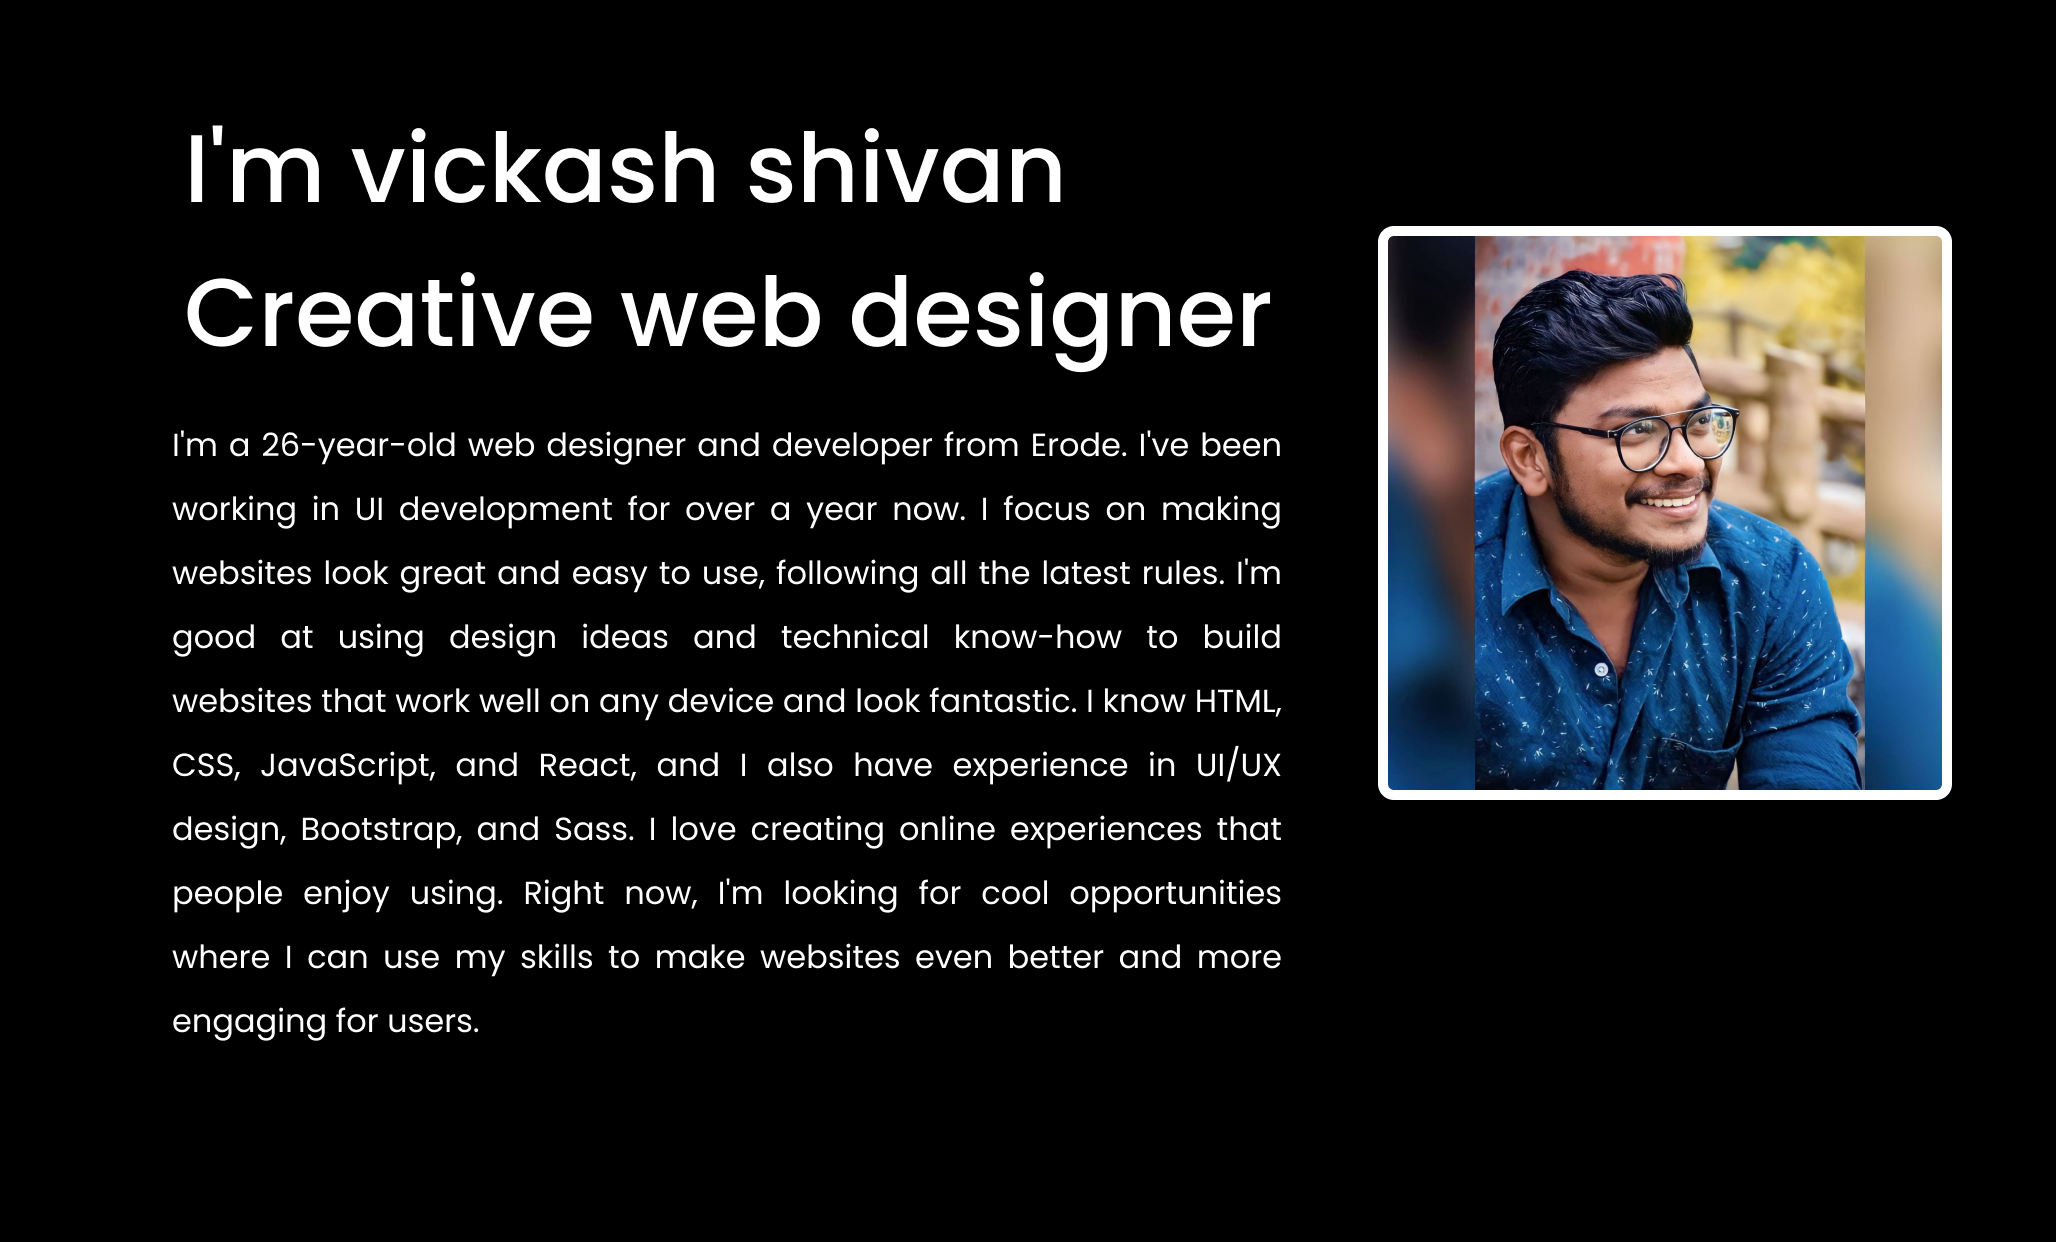 I'm vickash shivan
Creative web designer
I'm a 26-year-old web designer and developer from Erode. I've been
working in UI development for over a year now. I focus on making
websites look great and easy to use, following all the latest rules. I'm
good at using design ideas and technical know-how to build
websites that work well on any device and look fantastic. I know HTML,
CSS, JavaScript, and React, and I also have experience in UI/UX
design, Bootstrap, and Sass. I love creating online experiences that
people enjoy using. Right now, I'm looking for cool opportunities
where I can use my skills to make websites even better and more
engaging for users.